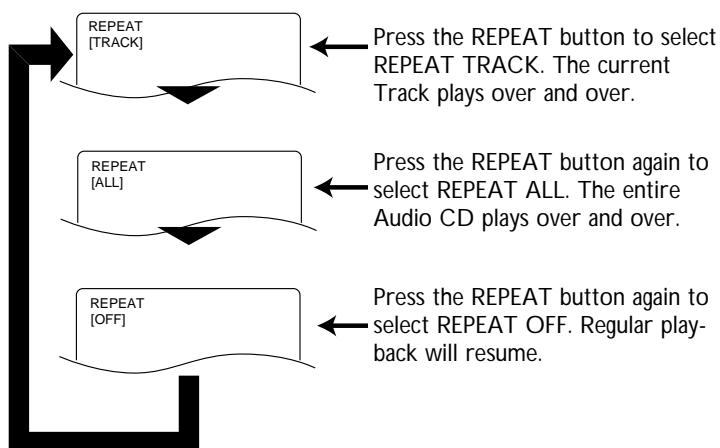 REPEAT
[TRACK]
Press the REPEAT button to select
REPEAT TRACK. The current
Track plays over and over.
REPEAT
[ALL]
Press the REPEAT button again to
select REPEAT ALL. The entire
Audio CD plays over and over.
REPEAT
[OFF]
Press the REPEAT button again to
select REPEAT OFF. Regular play-
back will resume.